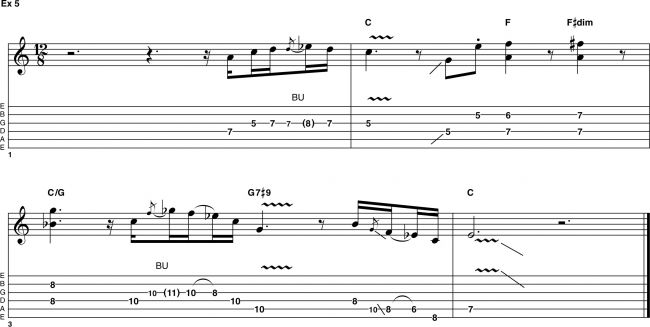 Ex 5
C F F♯dim
12
8
BU
E
B 5 6 7
G 5 7 7 (8) 7 5
D 7 5 7 7
A
E
1
C/G G7♯9 C
BU
E
B 8
G 10 (11) 10 8
D 8 10 10 8
A 10 10 8 6 7
E 8
3